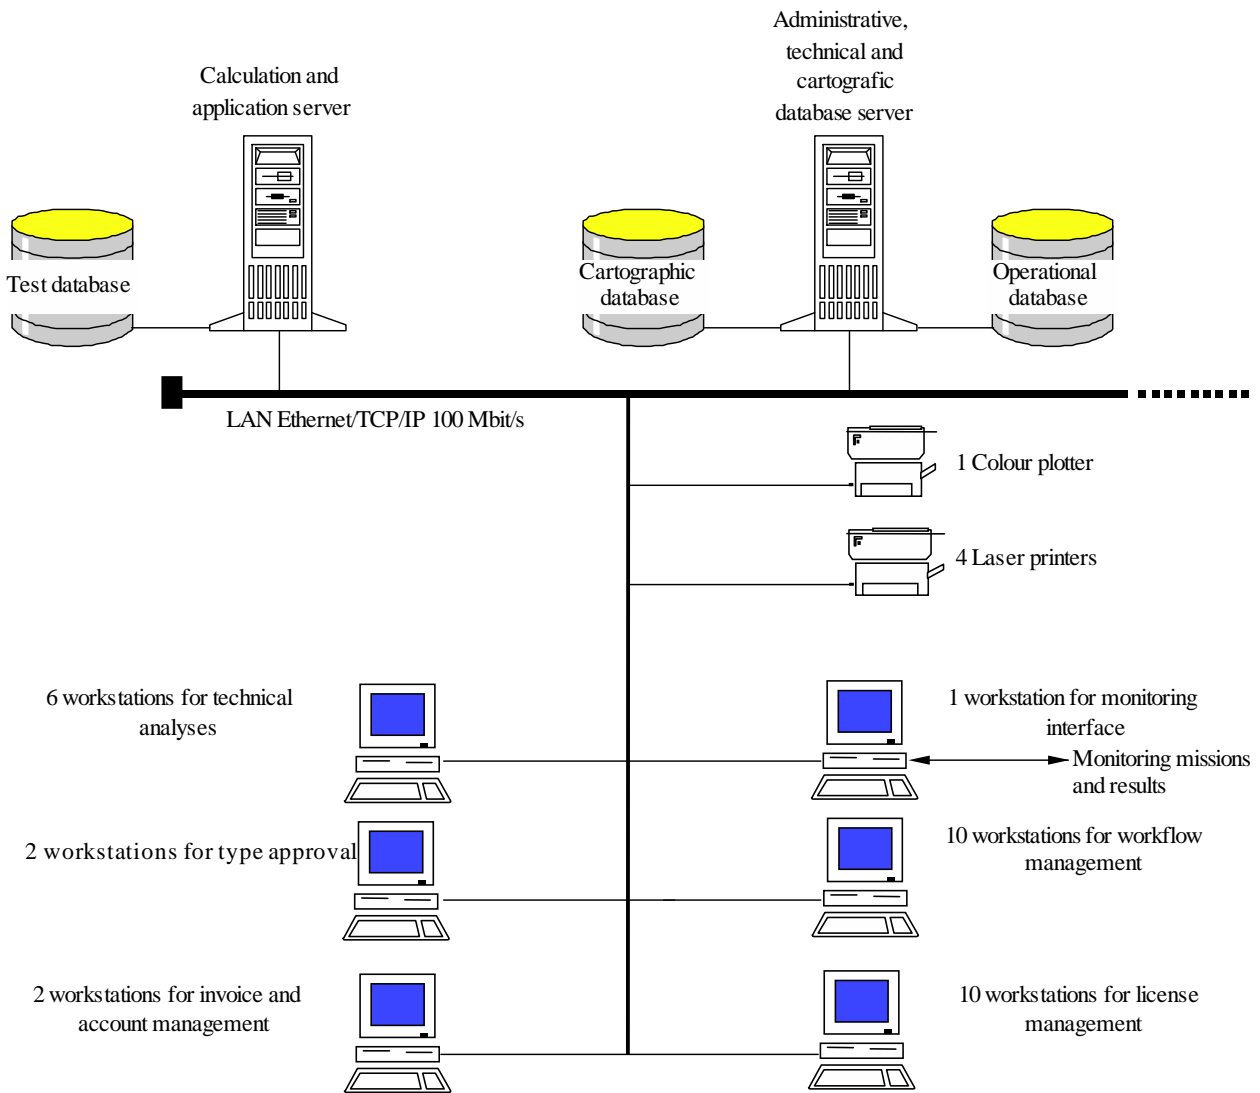 Administrative,
technical and
cartografic
database server
Calculation and
application server
Test database
Cartographic
database
Operational
database
LAN Ethernet/TCP/IP 100 Mbit/s
1 Colour plotter
4 Laser printers
6 workstations for technical
analyses
1 workstation for monitoring
interface
Monitoring missions
and results
2 workstations for type approval
10 workstations for workflow
management
2 workstations for invoice and
account management
10 workstations for license
management